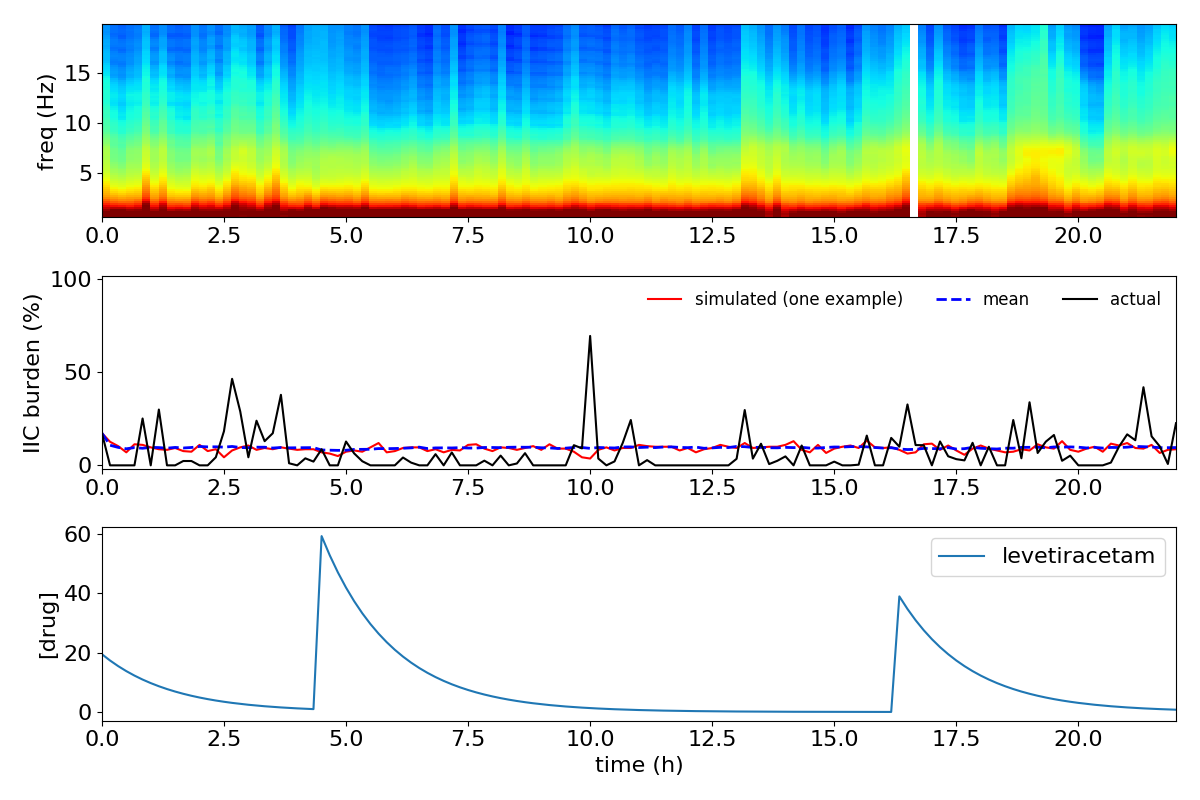 freq (Hz)
15
10
5
0.0 2.5 5.0 7.5 10.0 12.5 15.0 17.5 20.0
IIC burden (%)
100
50
0
simulated (one example) mean actual
0.0 2.5 5.0 7.5 10.0 12.5 15.0 17.5 20.0
[drug]
60
40
20
0
levetiracetam
0.0 2.5 5.0 7.5 10.0 12.5 15.0 17.5 20.0
time (h)